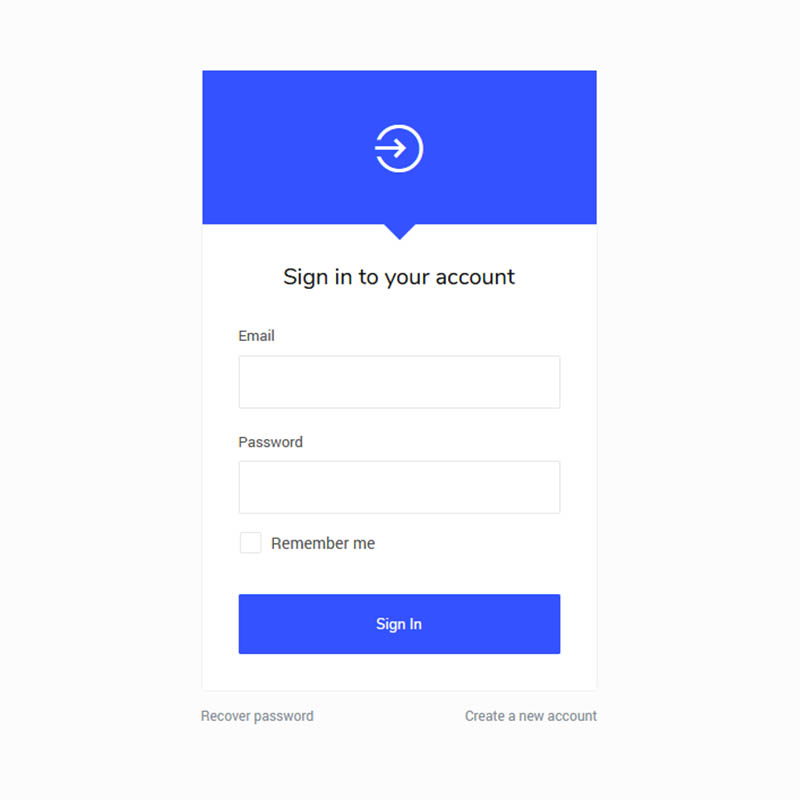 Sign in to your account
Email
Password
Remember me
Sign In
Recover password
Create a new account